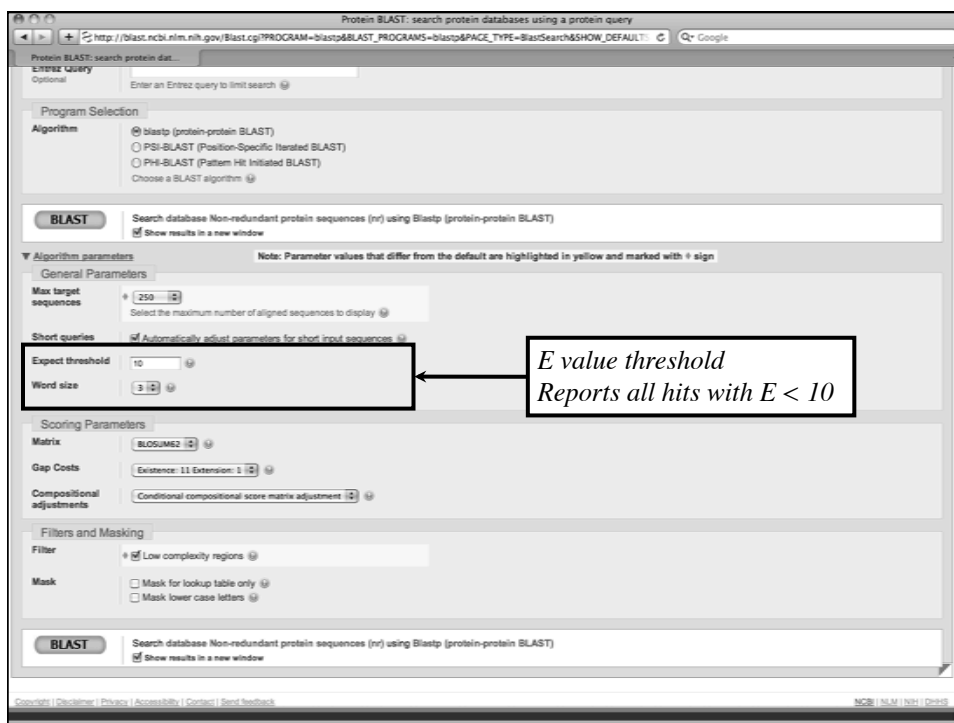 Protein BLAST: search protein databases using a protein query
http://blast.ncbi.nlm.nih.gov/Blast.cgi?PROGRAM=blastp&BLAST_PROGRAMS=blastp&PAGE_TYPE=BlastSearch&SHOW_DEFAULTS
Google
Protein BLAST: search protein dat...
Entrez Query
Optional
Enter an Entrez query to limit search
Program Selection
Algorithm
blastp (protein-protein BLAST)
PSI-BLAST (Position-Specific Iterated BLAST)
PHI-BLAST (Pattern Hit Initiated BLAST)
Choose a BLAST algorithm
BLAST
Search database Non-redundant protein sequences (nr) using Blastp (protein-protein BLAST)
Show results in a new window
Algorithm parameters
Note: Parameter values that differ from the default are highlighted in yellow and marked with ♦ sign
General Parameters
Max target
sequences
♦ 250
Select the maximum number of aligned sequences to display
Short queries
Automatically adjust parameters for short input sequences
Expect threshold
10
Word size
3
E value threshold
Reports all hits with E < 10
Scoring Parameters
Matrix
BLOSUM62
Gap Costs
Existence: 11 Extension: 1
Compositional
adjustments
Conditional compositional score matrix adjustment
Filters and Masking
Filter
♦ Low complexity regions
Mask
Mask for lookup table only
Mask lower case letters
BLAST
Search database Non-redundant protein sequences (nr) using Blastp (protein-protein BLAST)
Show results in a new window
Copyright | Disclaimer | Privacy | Accessibility | Contact | Send feedback
NCBI | NLM | NIH | DHHS